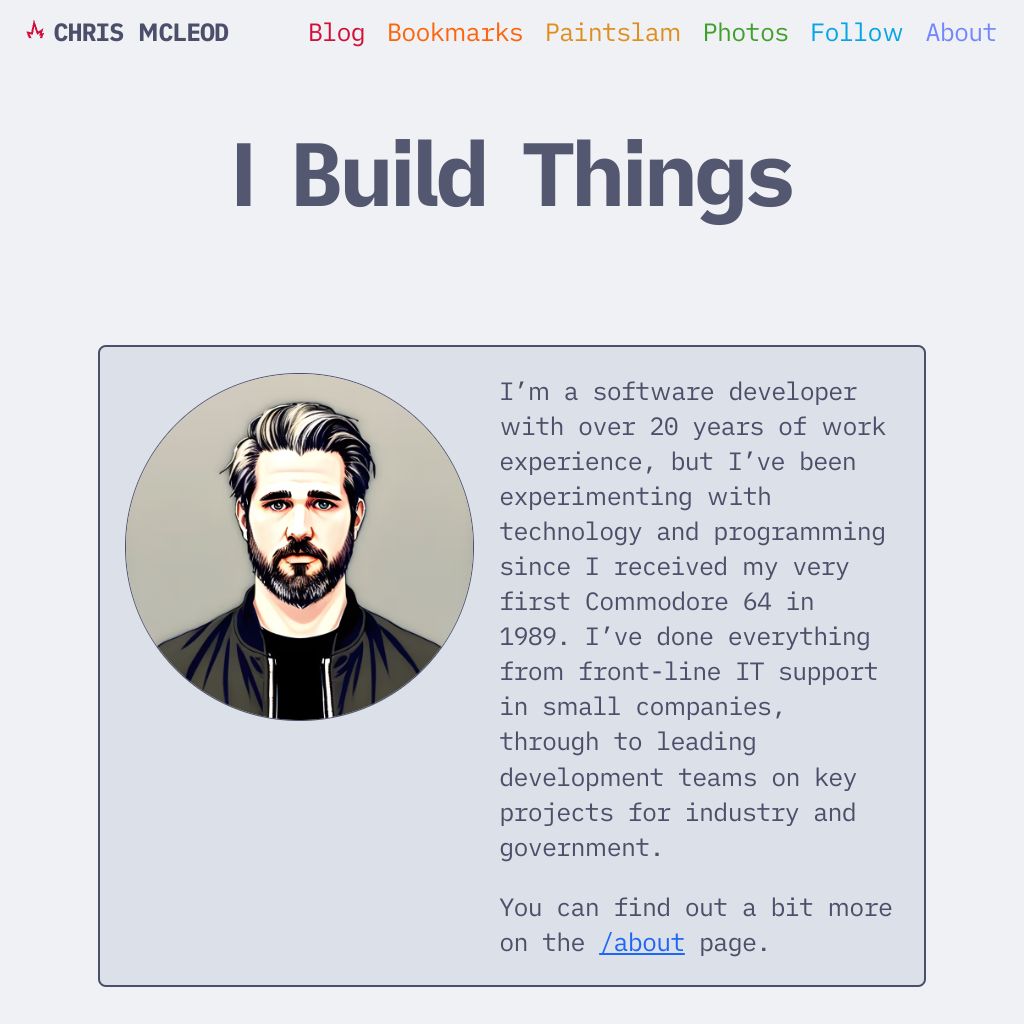 CHRIS MCLEOD Blog Bookmarks Paintslam Photos Follow About
I Build Things
I’m a software developer
with over 20 years of work
experience, but I’ve been
experimenting with
technology and programming
since I received my very
first Commodore 64 in
1989. I’ve done everything
from front-line IT support
in small companies,
through to leading
development teams on key
projects for industry and
government.
You can find out a bit more
on the /about page.